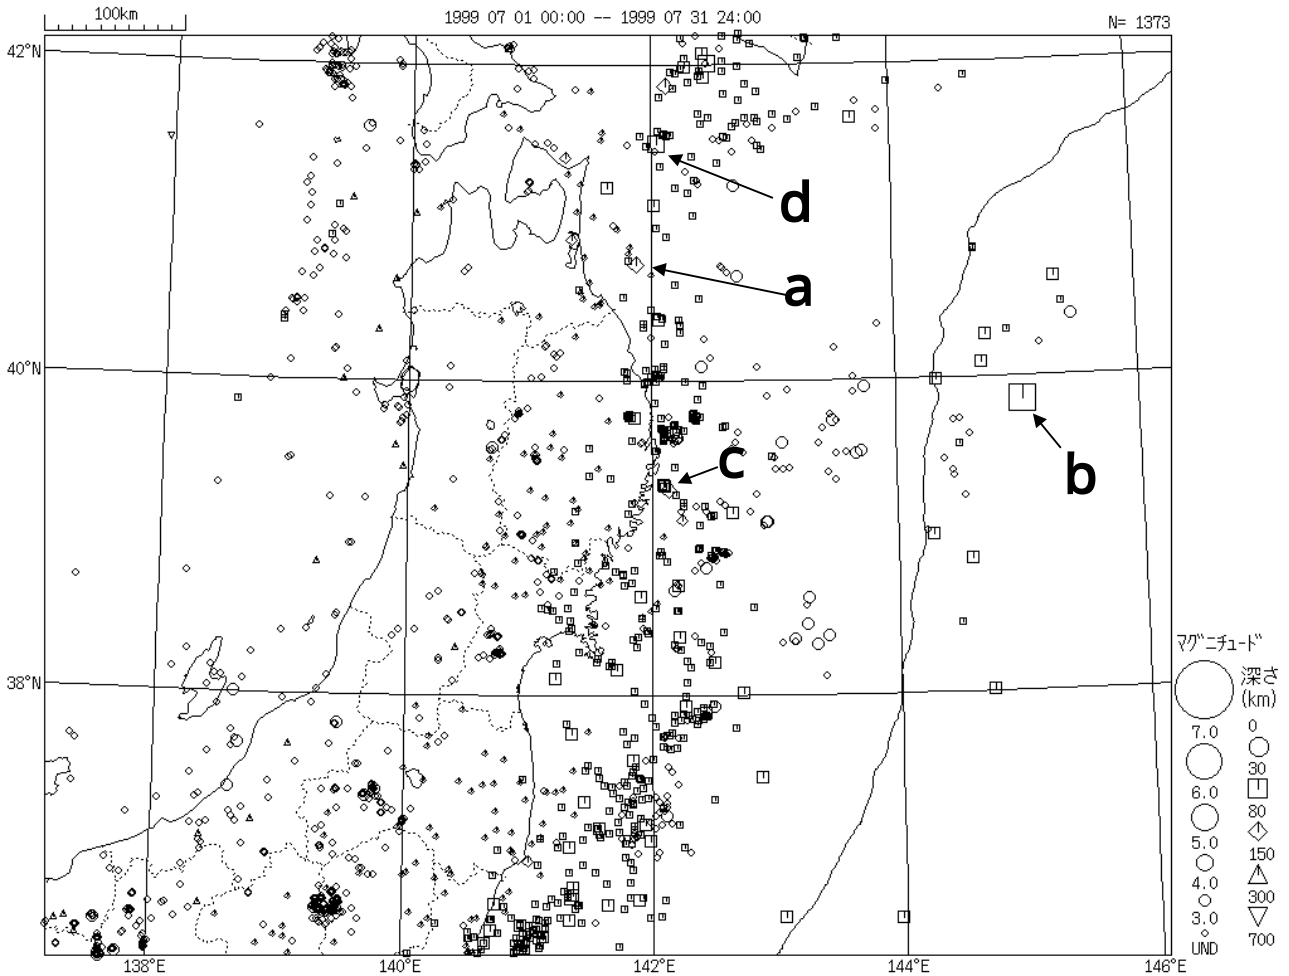 100km
1999 07 01 00:00 -- 1999 07 31 24:00
N= 1373
42°N
d
a
40°N
c
b
38°N
ﾏｸﾞﾆﾁｭｰﾄﾞ
深さ
(km)
7.0
0
30
6.0
80
5.0
150
4.0
300
3.0
UND
700
138°E
140°E
142°E
144°E
146°E